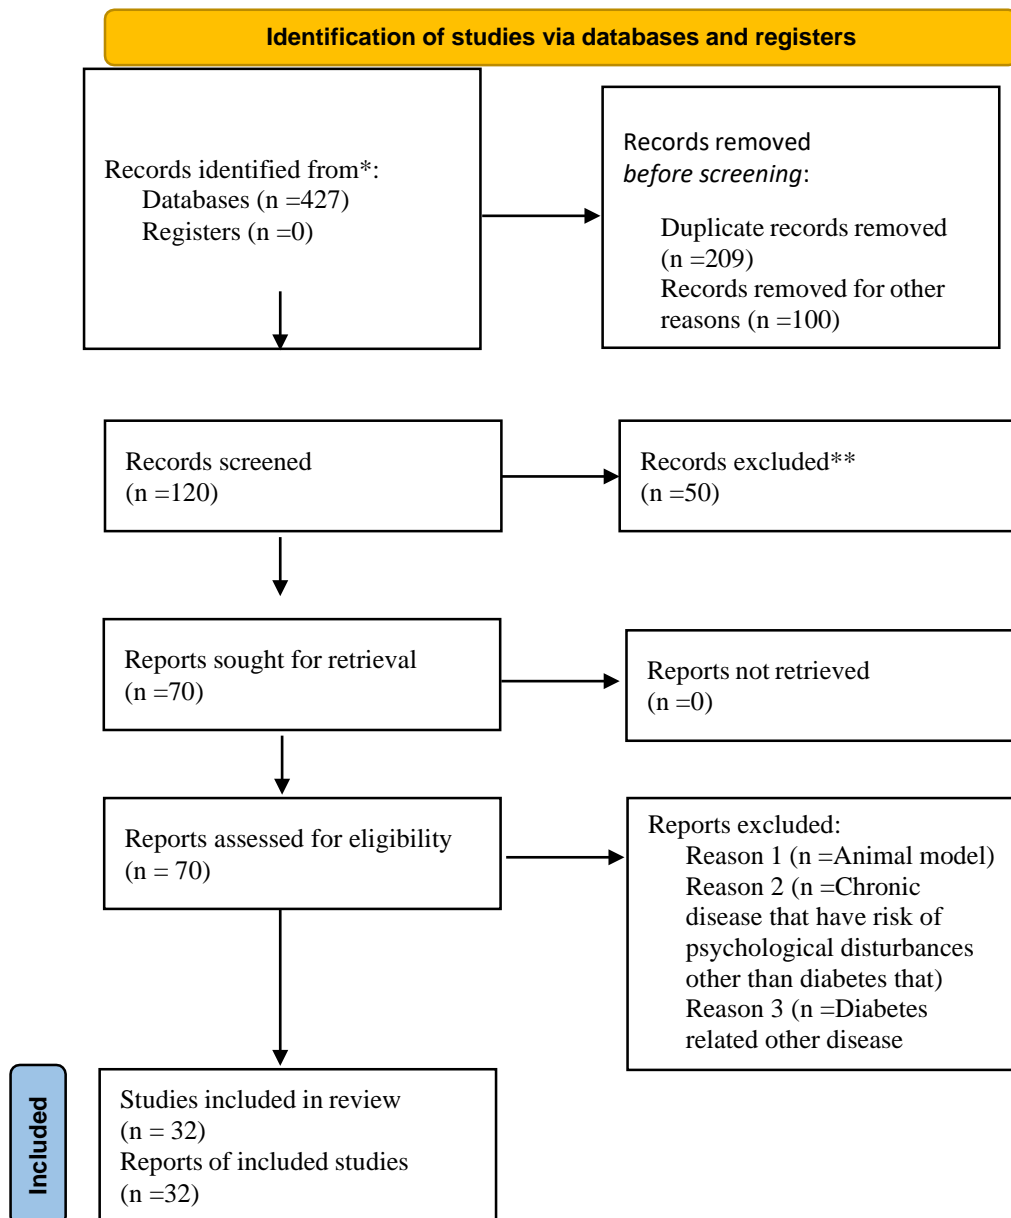 Identification of studies via databases and registers
Records identified from*:
Databases (n =427)
Registers (n =0)
Records removed
before screening:
Duplicate records removed
(n =209)
Records removed for other
reasons (n =100)
Records screened
(n =120)
Records excluded**
(n =50)
Reports sought for retrieval
(n =70)
Reports not retrieved
(n =0)
Reports assessed for eligibility
(n = 70)
Reports excluded:
Reason 1 (n =Animal model)
Reason 2 (n =Chronic
disease that have risk of
psychological disturbances
other than diabetes that)
Reason 3 (n =Diabetes
related other disease
Included
Studies included in review
(n = 32)
Reports of included studies
(n =32)